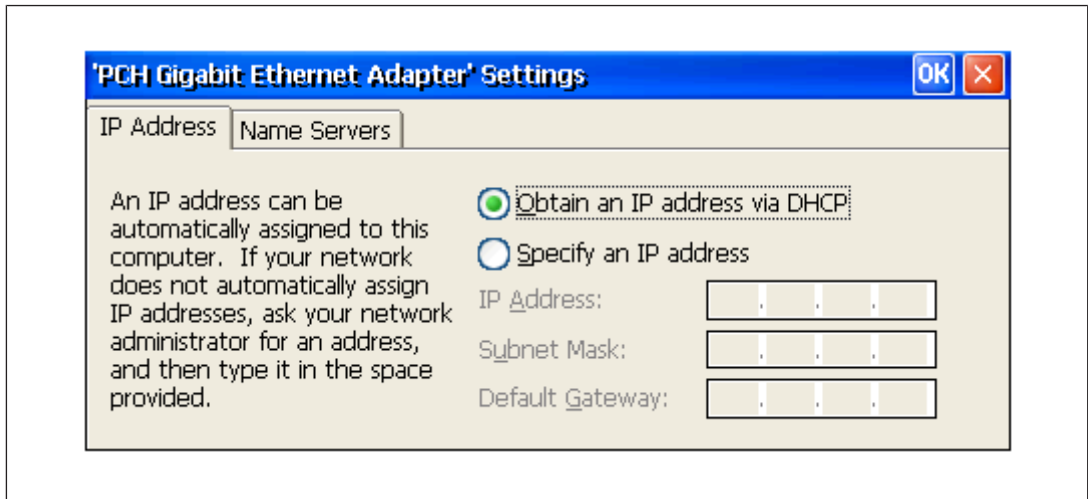 'PCH Gigabit Ethernet Adapter' Settings
OK
IP Address
Name Servers
An IP address can be
automatically assigned to this
computer. If your network
does not automatically assign
IP addresses, ask your network
administrator for an address,
and then type it in the space
provided.
Obtain an IP address via DHCP
Specify an IP address
IP Address:
Subnet Mask:
Default Gateway: